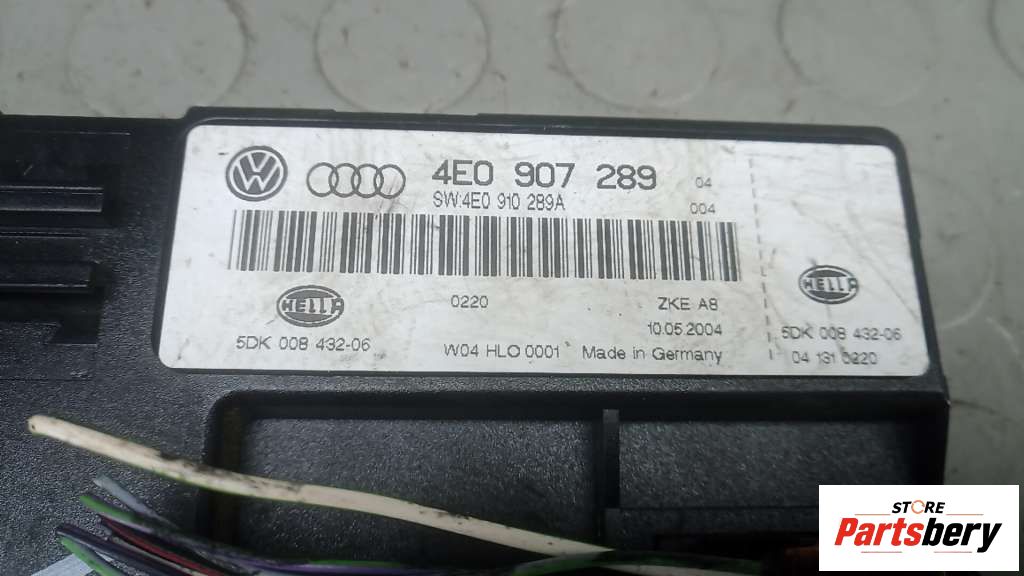 4E0 907 289 04
SW:4E0 910 289A 004
HELLA 0220 ZKE A8
10.05.2004
5DK 008 432-06 W04 HLO 0001 Made in Germany
HELLA
5DK 008 432-06
04 131 0220
STORE
Partsbery